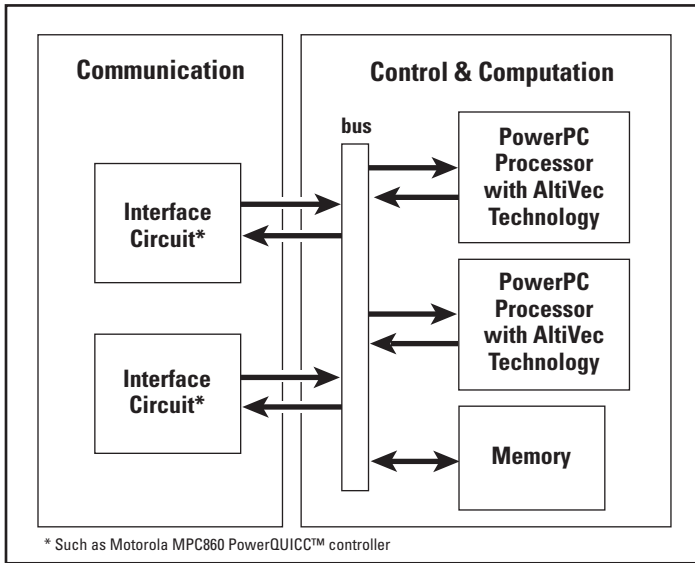 Communication
Control & Computation
bus
Interface
Circuit*
Interface
Circuit*
PowerPC
Processor
with AltiVec
Technology
PowerPC
Processor
with AltiVec
Technology
Memory
* Such as Motorola MPC860 PowerQUICC™ controller